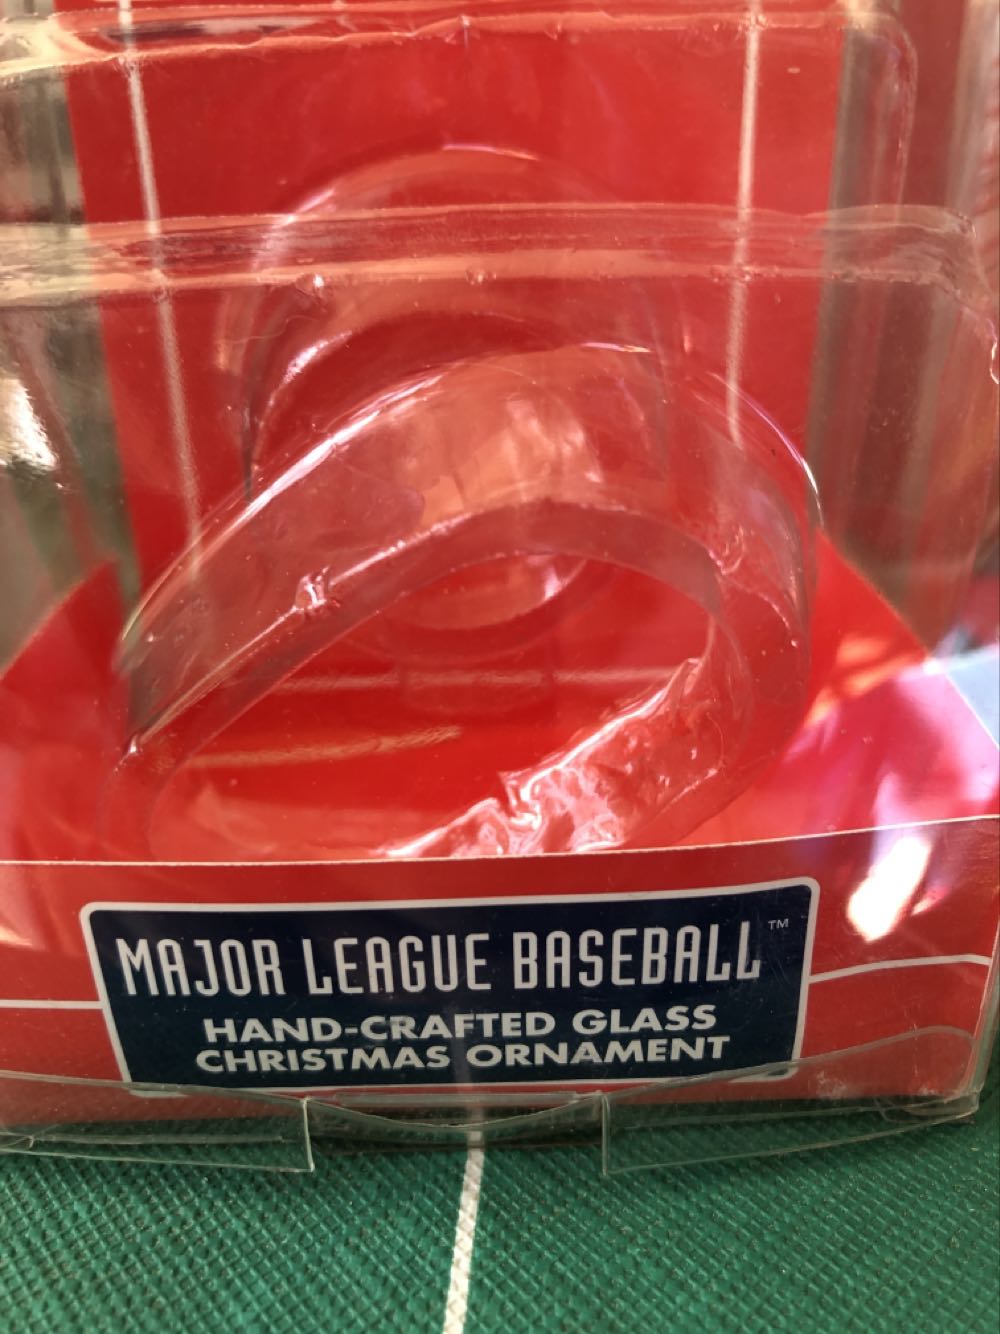 MAJOR LEAGUE BASEBALL™
HAND-CRAFTED GLASS
CHRISTMAS ORNAMENT